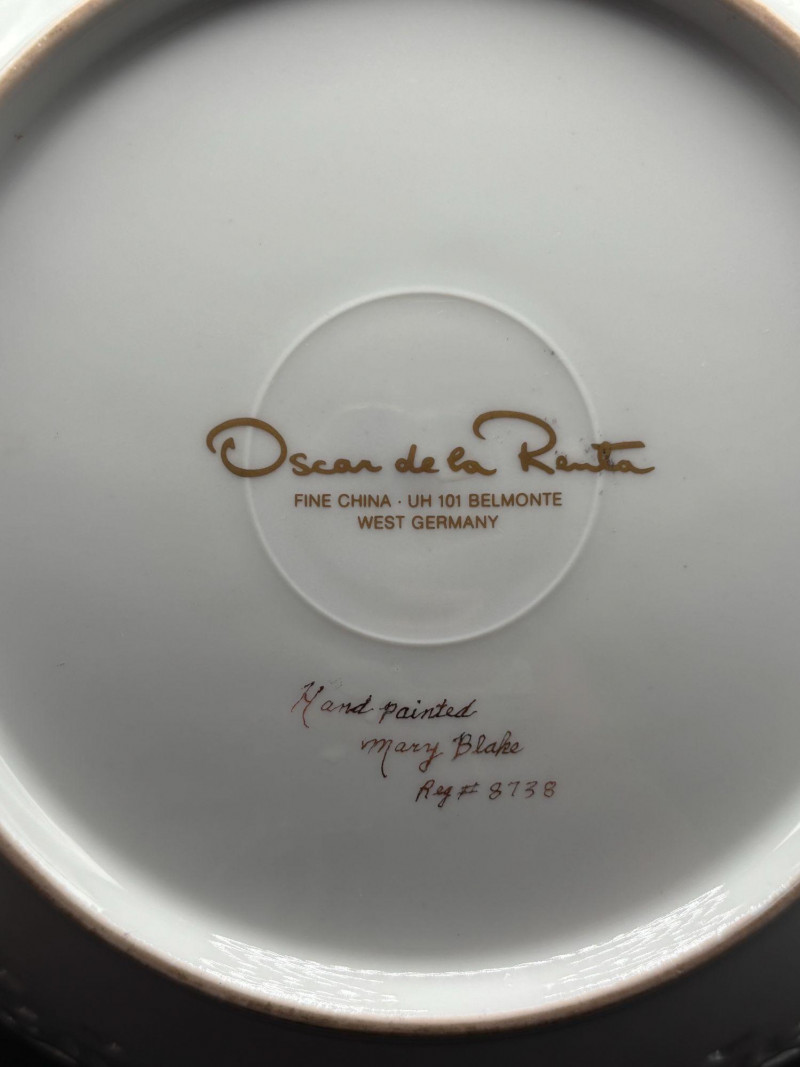 Oscar de la Renta
FINE CHINA · UH 101 BELMONTE
WEST GERMANY
Hand painted
Mary Blake
Reg # 8738